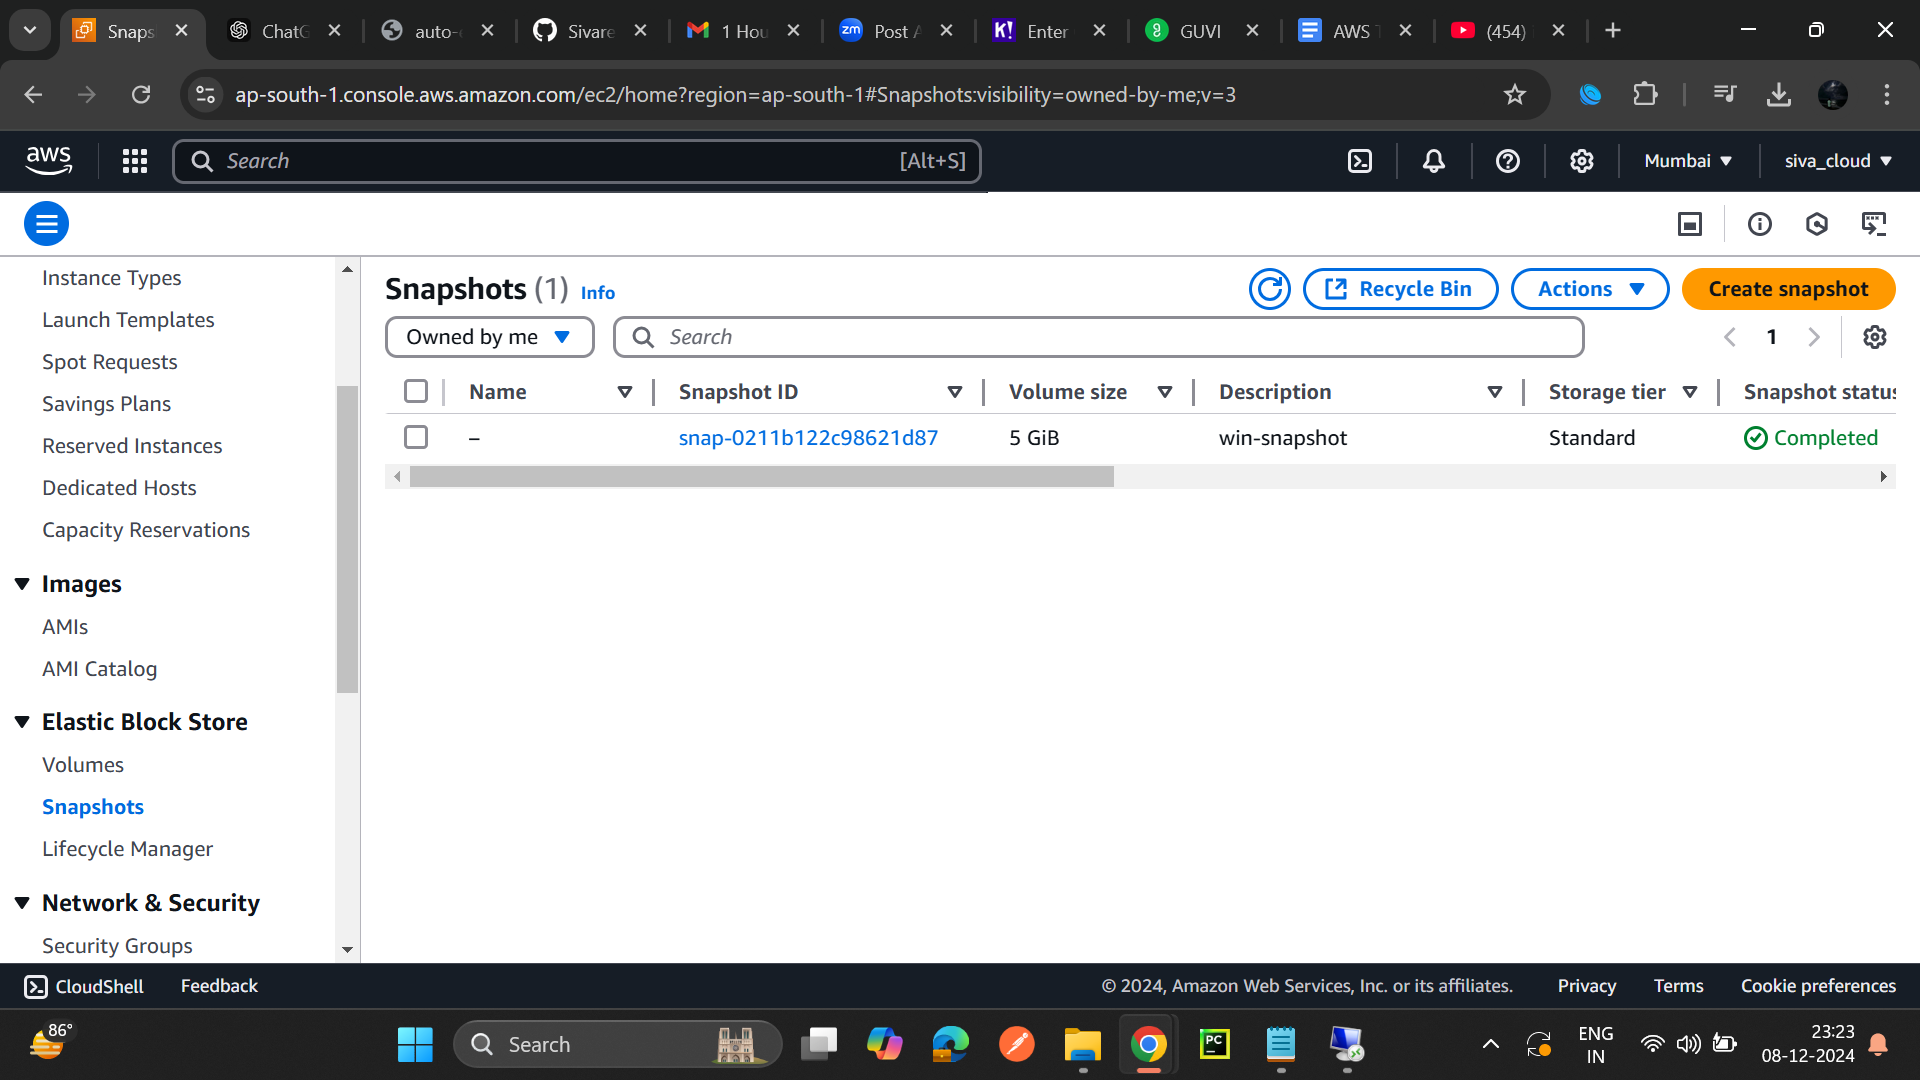 Snaps
ChatG
auto-
Sivare
1 Hou
zm
Post A
K!
Enter
GUVI
AWS T
(454)
ap-south-1.console.aws.amazon.com/ec2/home?region=ap-south-1#Snapshots:visibility=owned-by-me;v=3
aws
Search
[Alt+S]
Mumbai
siva_cloud
Instance Types
Launch Templates
Spot Requests
Savings Plans
Reserved Instances
Dedicated Hosts
Capacity Reservations
Images
AMIs
AMI Catalog
Elastic Block Store
Volumes
Snapshots
Lifecycle Manager
Network & Security
Security Groups
Snapshots (1) Info
Recycle Bin
Actions
Create snapshot
Owned by me
Search
1
Name
Snapshot ID
Volume size
Description
Storage tier
Snapshot status
–
snap-0211b122c98621d87
5 GiB
win-snapshot
Standard
Completed
CloudShell
Feedback
© 2024, Amazon Web Services, Inc. or its affiliates.
Privacy
Terms
Cookie preferences
86°
Search
PC
ENG
IN
23:23
08-12-2024